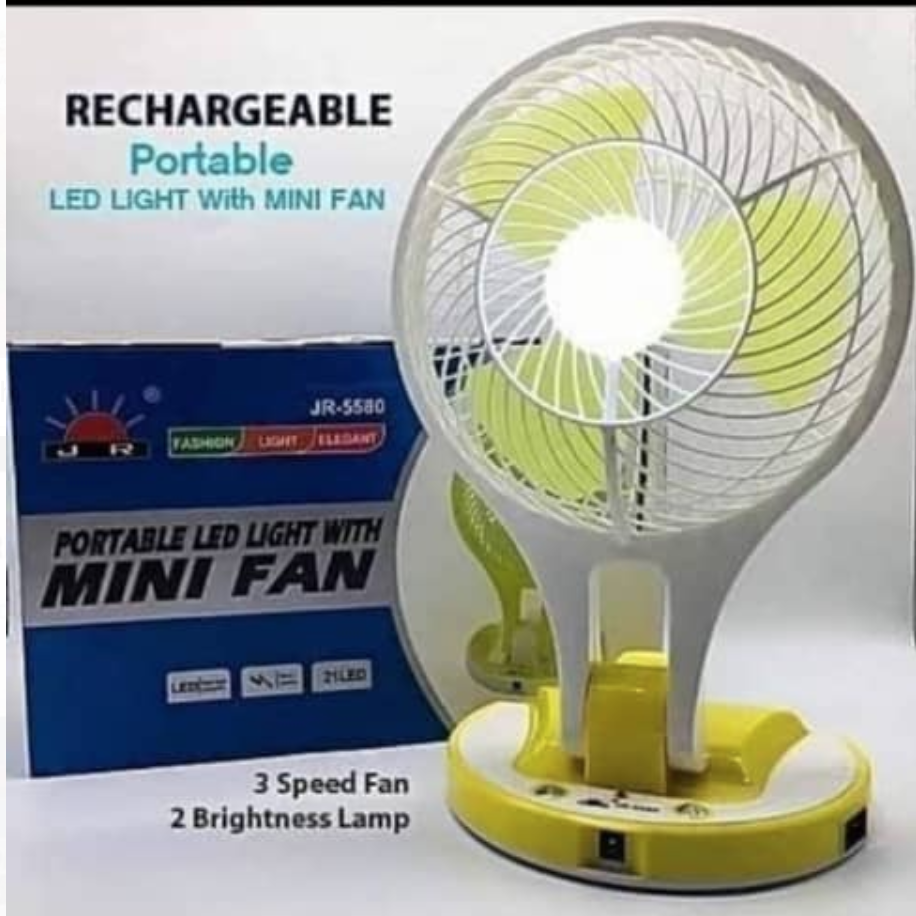 RECHARGEABLE
Portable
LED LIGHT With MINI FAN
JR-5580
J R
FASHION LIGHT ELEGANT
PORTABLE LED LIGHT WITH
MINI FAN
LED
21LED
3 Speed Fan
2 Brightness Lamp